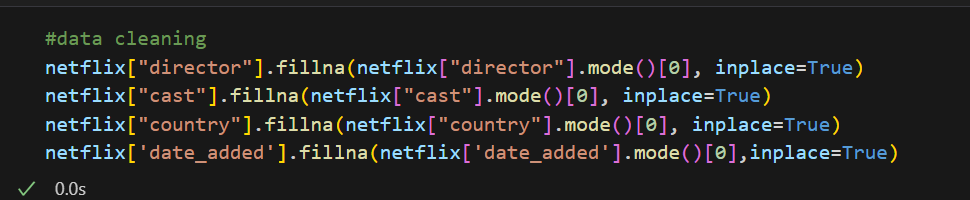 #data cleaning
netflix["director"].fillna(netflix["director"].mode()[0], inplace=True)
netflix["cast"].fillna(netflix["cast"].mode()[0], inplace=True)
netflix["country"].fillna(netflix["country"].mode()[0], inplace=True)
netflix['date_added'].fillna(netflix['date_added'].mode()[0],inplace=True)
0.0s